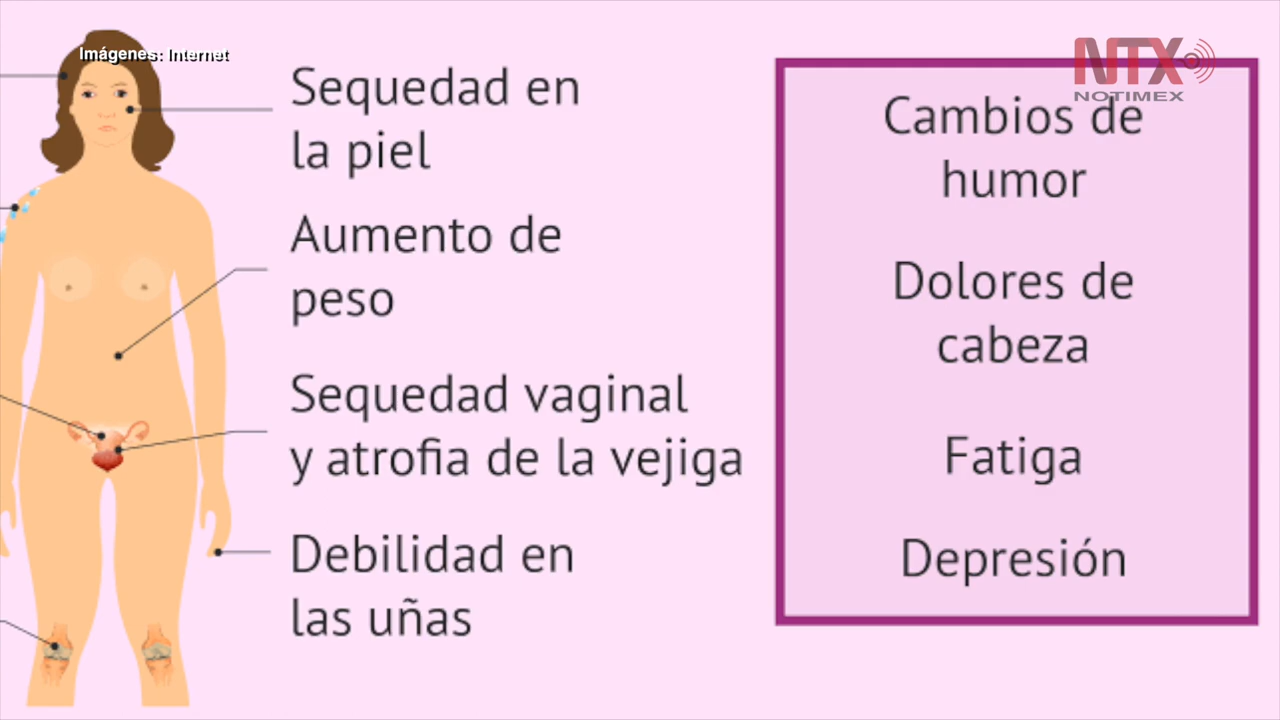 Imágenes: Internet
NTX
NOTIMEX
Sequedad en
la piel
Aumento de
peso
Sequedad vaginal
y atrofia de la vejiga
Debilidad en
las uñas
Cambios de
humor
Dolores de
cabeza
Fatiga
Depresión